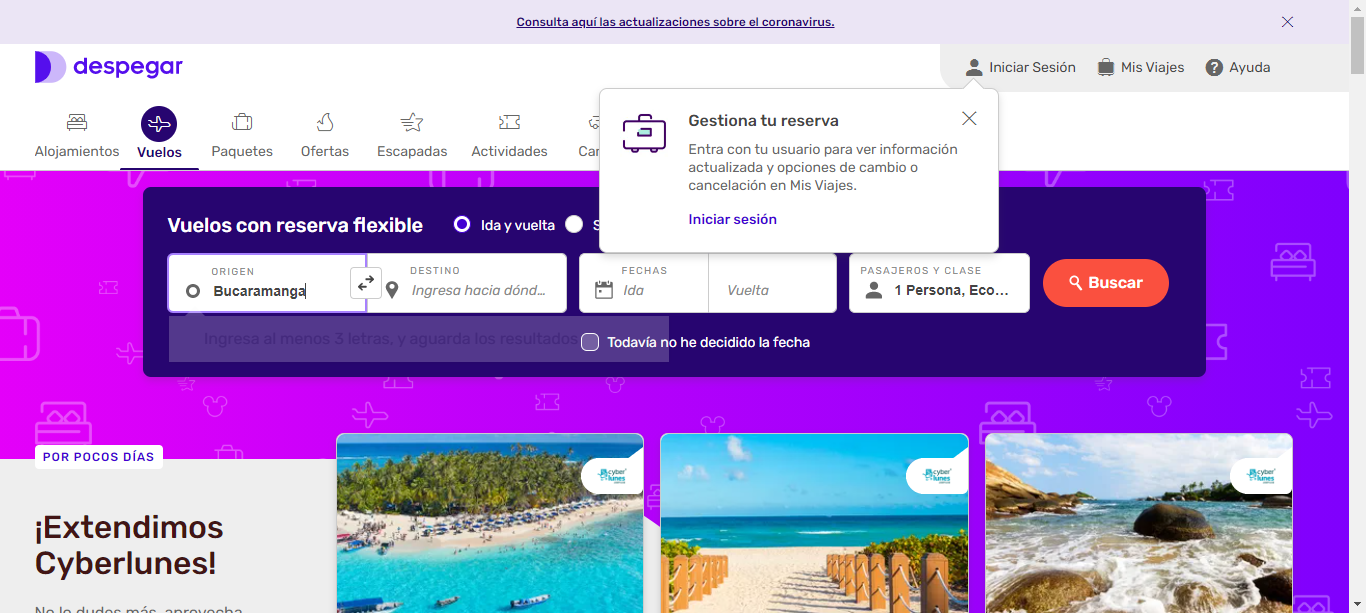 Consulta aquí las actualizaciones sobre el coronavirus.
despegar
Iniciar Sesión
Mis Viajes
Ayuda
Alojamientos
Vuelos
Paquetes
Ofertas
Escapadas
Actividades
Gestiona tu reserva
Entra con tu usuario para ver información
actualizada y opciones de cambio o
cancelación en Mis Viajes.
Iniciar sesión
Vuelos con reserva flexible
Ida y vuelta
ORIGEN
Bucaramanga
DESTINO
Ingresa hacia dónd...
FECHAS
Ida
Vuelta
PASAJEROS Y CLASE
1 Persona, Eco...
Buscar
Ingresa al menos 3 letras, y aguarda los resultados
Todavía no he decidido la fecha
POR POCOS DÍAS
¡Extendimos
Cyberlunes!
No lo dudes más, aprovecha
cyber
lunes
cyber
lunes
cyber
lunes